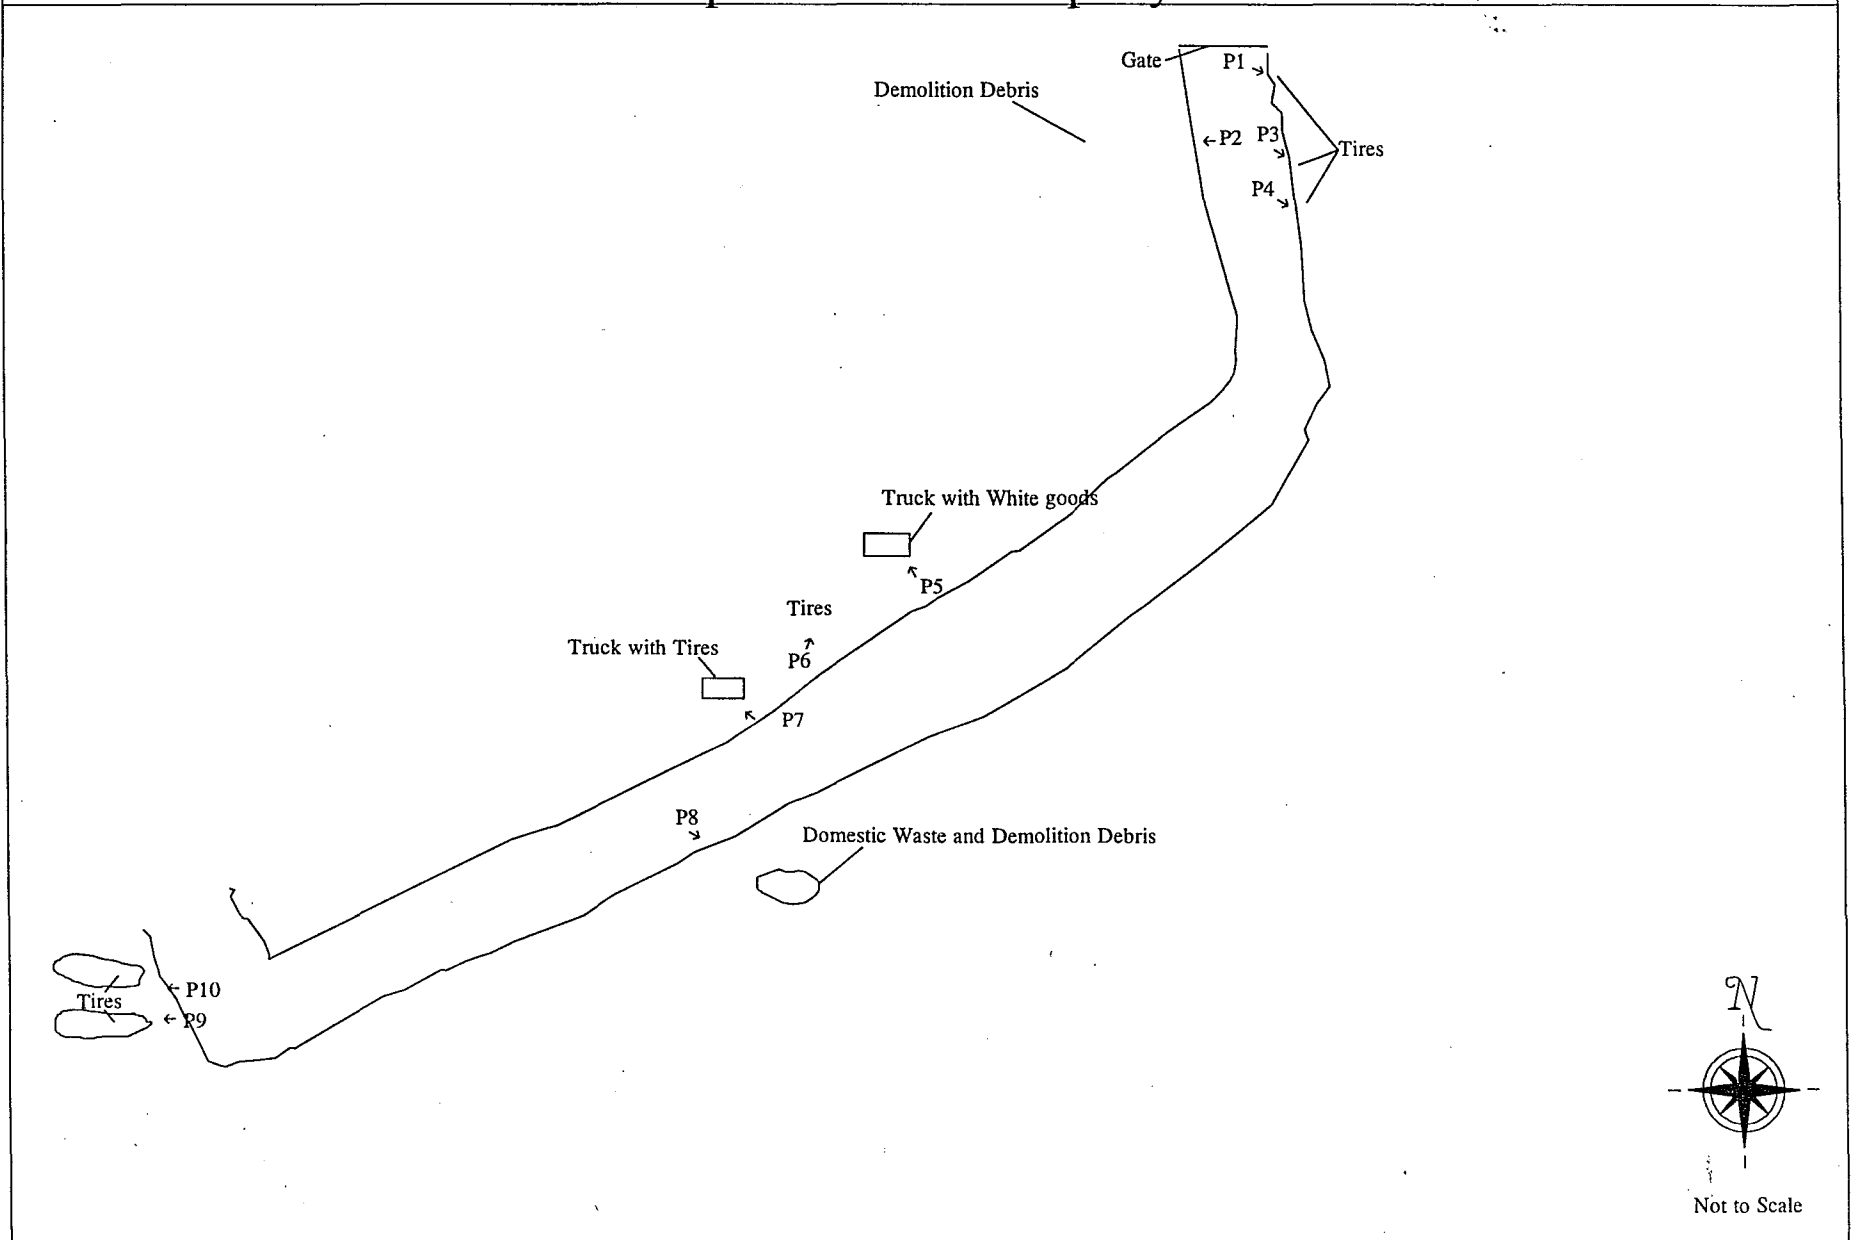 Gate
P1
Demolition Debris
P2
P3
Tires
P4
Truck with White goods
P5
Tires
Truck with Tires
P6
P7
P8
Domestic Waste and Demolition Debris
P10
Tires
P9
N
Not to Scale